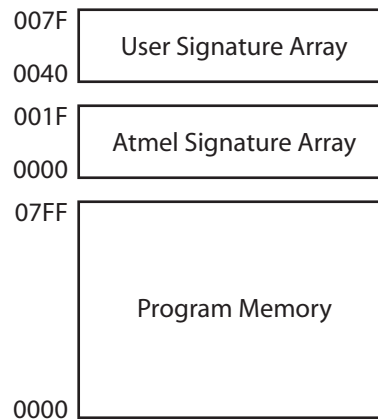 007F
User Signature Array
0040
001F
Atmel Signature Array
0000
07FF
Program Memory
0000